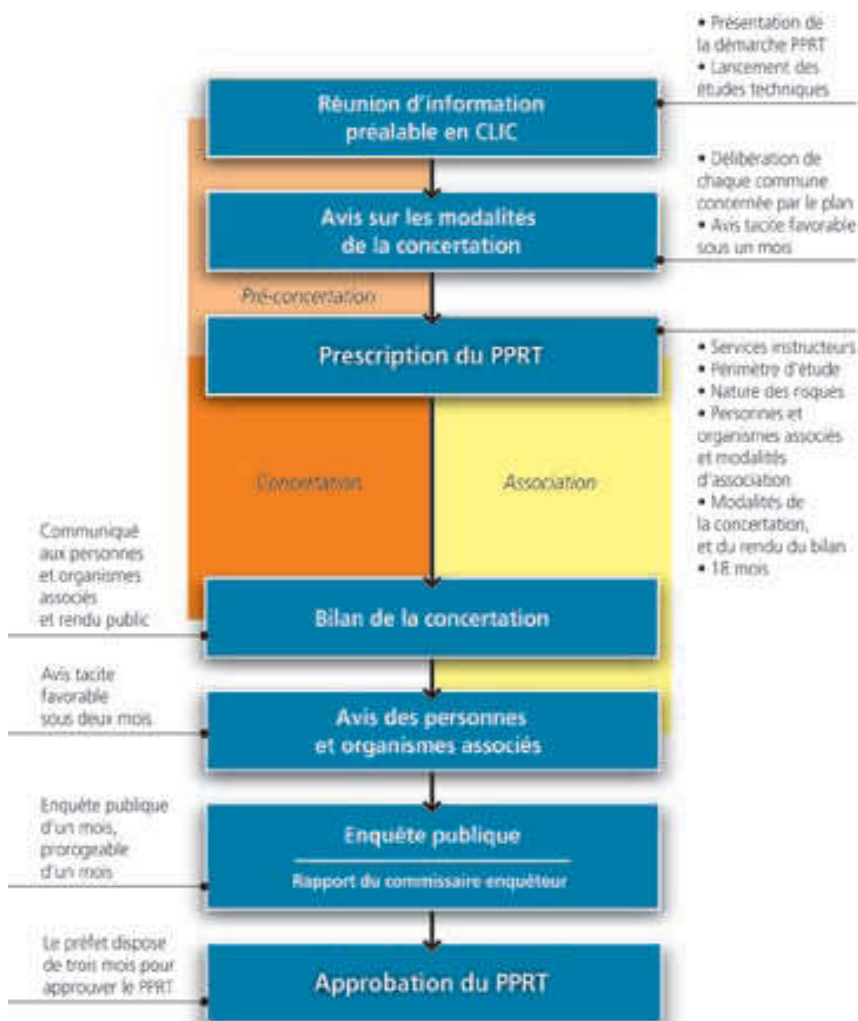 • Présentation de
la démarche PPRT
• Lancement des
études techniques
Réunion d'information
préalable en CLIC
• Délibération de
chaque commune
concernée par le plan
• Avis tacite favorable
sous un mois
Avis sur les modalités
de la concertation
Pré-concertation
Prescription du PPRT
• Services instructeurs
• Périmètre d'étude
• Nature des risques
• Personnes et
organismes associés
et modalités
d'association
• Modalités de
la concertation,
et du rendu du bilan
• 18 mois
Concertation
Association
Communiqué
aux personnes
et organismes
associés
et rendu public
Bilan de la concertation
Avis tacite
favorable
sous deux mois
Avis des personnes
et organismes associés
Enquête publique
d'un mois,
prorogeable
d'un mois
Enquête publique
Rapport du commissaire enquêteur
Le préfet dispose
de trois mois pour
approuver le PPRT
Approbation du PPRT